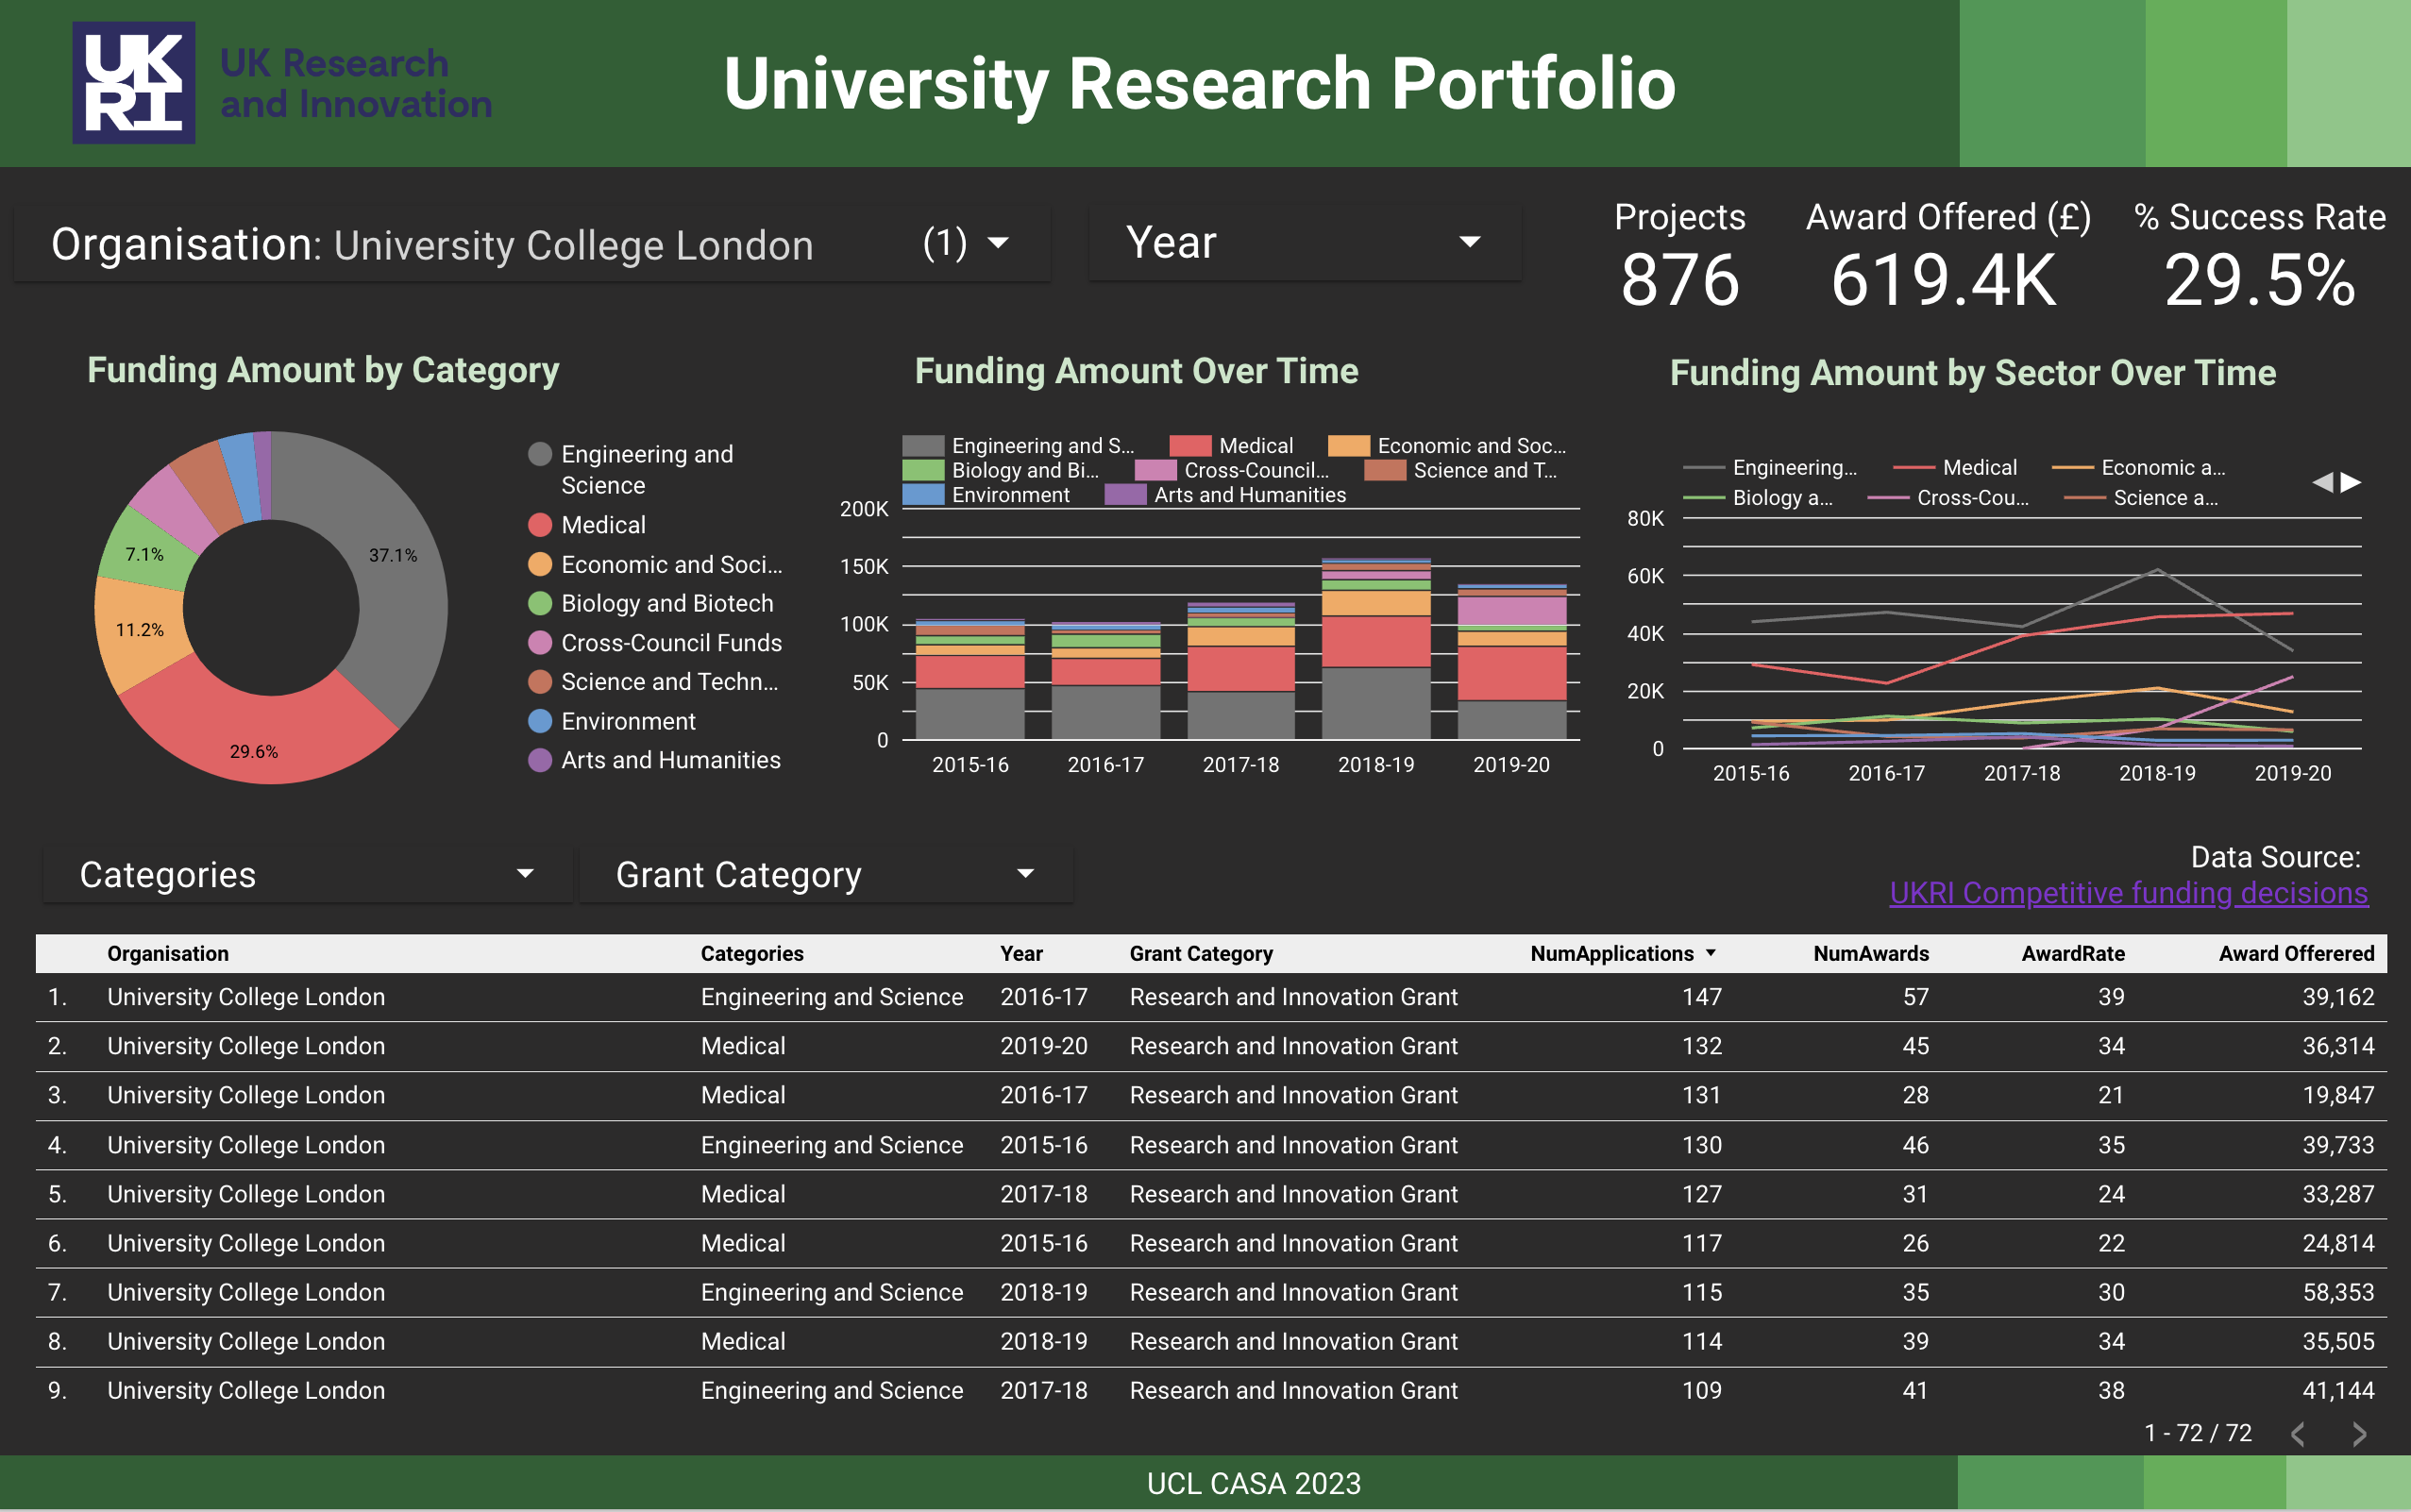 UK
RI
UK Research
and Innovation
University Research Portfolio
Organisation: University College London (1)
Year
Projects
876
Award Offered (£)
619.4K
% Success Rate
29.5%
Funding Amount by Category
37.1%
29.6%
11.2%
7.1%
Engineering and
Science
Medical
Economic and Soci...
Biology and Biotech
Cross-Council Funds
Science and Techn...
Environment
Arts and Humanities
Funding Amount Over Time
Engineering and S... Medical Economic and Soc...
Biology and Bi... Cross-Council... Science and T...
Environment Arts and Humanities
200K
150K
100K
50K
0
2015-16 2016-17 2017-18 2018-19 2019-20
Funding Amount by Sector Over Time
Engineering... Medical Economic a...
Biology a... Cross-Cou... Science a...
80K
60K
40K
20K
0
2015-16 2016-17 2017-18 2018-19 2019-20
Categories
Grant Category
Data Source:
UKRI Competitive funding decisions
Organisation Categories Year Grant Category NumApplications NumAwards AwardRate Award Offerered
1. University College London Engineering and Science 2016-17 Research and Innovation Grant 147 57 39 39,162
2. University College London Medical 2019-20 Research and Innovation Grant 132 45 34 36,314
3. University College London Medical 2016-17 Research and Innovation Grant 131 28 21 19,847
4. University College London Engineering and Science 2015-16 Research and Innovation Grant 130 46 35 39,733
5. University College London Medical 2017-18 Research and Innovation Grant 127 31 24 33,287
6. University College London Medical 2015-16 Research and Innovation Grant 117 26 22 24,814
7. University College London Engineering and Science 2018-19 Research and Innovation Grant 115 35 30 58,353
8. University College London Medical 2018-19 Research and Innovation Grant 114 39 34 35,505
9. University College London Engineering and Science 2017-18 Research and Innovation Grant 109 41 38 41,144
1 - 72 / 72
UCL CASA 2023